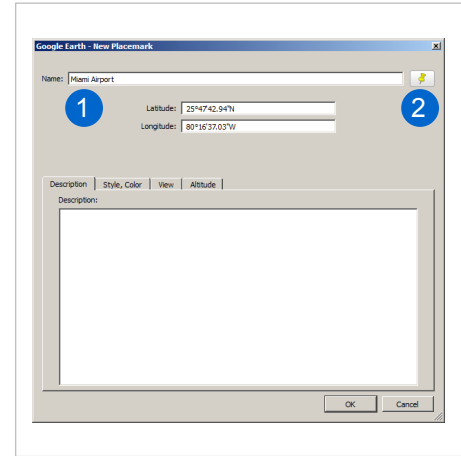 Google Earth - New Placemark
Name: Miami Airport
1
2
Latitude: 25°47'42.94"N
Longitude: 80°16'37.03"W
Description Style, Color View Altitude
Description:
OK Cancel